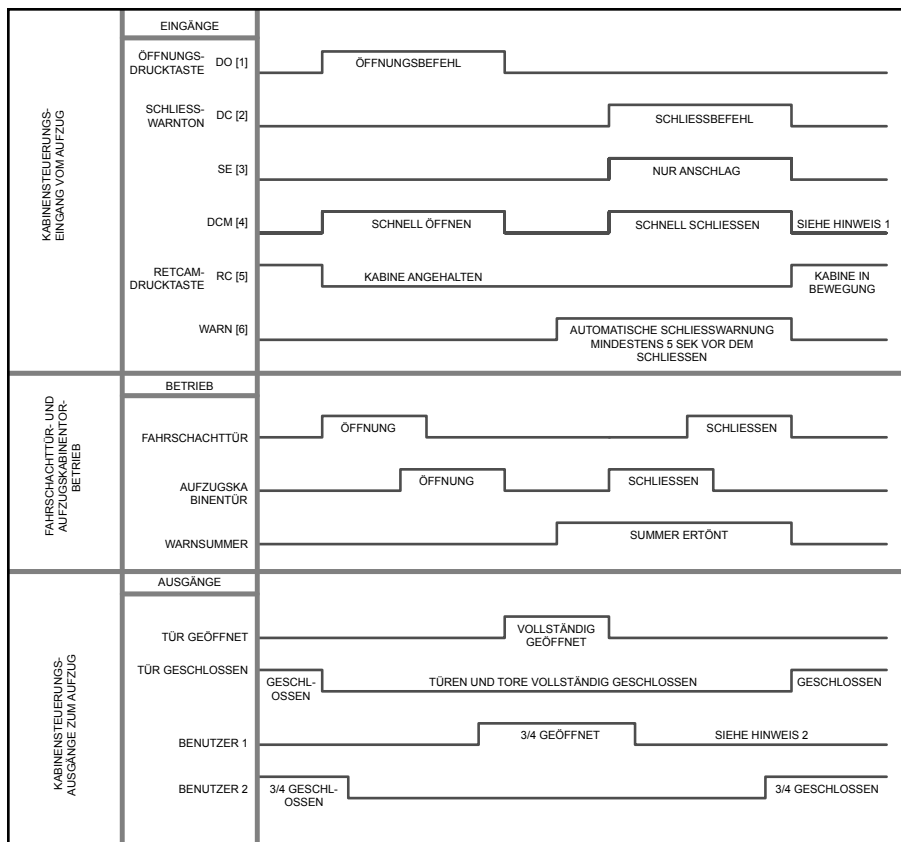 EINGÄNGE
KABINENSTEUERUNGS-
EINGANG VOM AUFZUG
ÖFFNUNGS-
DRUCKTASTE DO [1]
ÖFFNUNGSBEFEHL
SCHLIESS-
WARNTON DC [2]
SCHLIESSBEFEHL
SE [3]
NUR ANSCHLAG
DCM [4]
SCHNELL ÖFFNEN
SCHNELL SCHLIESSEN
SIEHE HINWEIS 1
RETCAM-
DRUCKTASTE RC [5]
KABINE ANGEHALTEN
KABINE IN
BEWEGUNG
WARN [6]
AUTOMATISCHE SCHLIESSWARNUNG
MINDESTENS 5 SEK VOR DEM
SCHLIESSEN
BETRIEB
FAHRSCHACHTTÜR- UND
AUFZUGSKABINENTOR-
BETRIEB
FAHRSCHACHTTÜR
ÖFFNUNG
SCHLIESSEN
AUFZUGSKA
BINENTÜR
ÖFFNUNG
SCHLIESSEN
WARNSUMMER
SUMMER ERTÖNT
AUSGÄNGE
KABINENSTEUERUNGS-
AUSGÄNGE ZUM AUFZUG
TÜR GEÖFFNET
VOLLSTÄNDIG
GEÖFFNET
TÜR GESCHLOSSEN
GESCHL-
OSSEN
TÜREN UND TORE VOLLSTÄNDIG GESCHLOSSEN
GESCHLOSSEN
BENUTZER 1
3/4 GEÖFFNET
SIEHE HINWEIS 2
BENUTZER 2
3/4 GESCHL-
OSSEN
3/4 GESCHLOSSEN